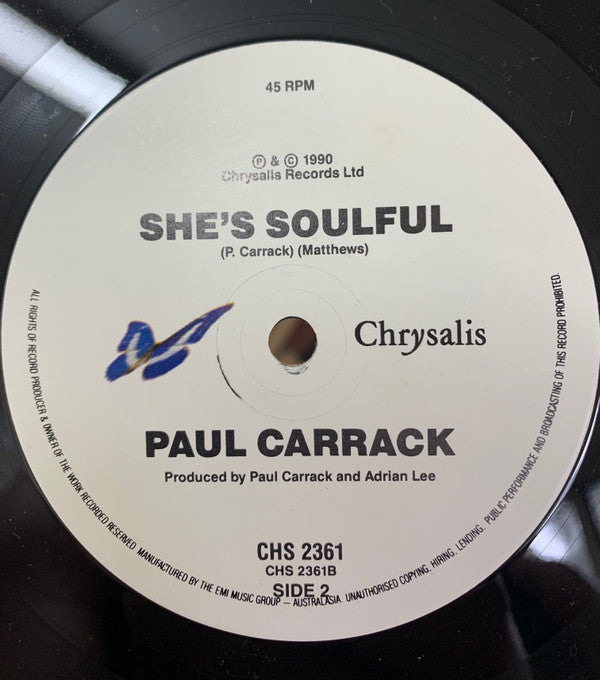 45 RPM
Ⓟ & © 1990
Chrysalis Records Ltd
SHE'S SOULFUL
(P. Carrack) (Matthews)
Chrysalis
PAUL CARRACK
Produced by Paul Carrack and Adrian Lee
CHS 2361
CHS 2361B
SIDE 2
ALL RIGHTS OF RECORD PRODUCER & OWNER OF THE WORK RECORDED RESERVED. MANUFACTURED BY THE EMI MUSIC GROUP – AUSTRALASIA. UNAUTHORISED COPYING, HIRING, LENDING, PUBLIC PERFORMANCE AND BROADCASTING OF THIS RECORD PROHIBITED.